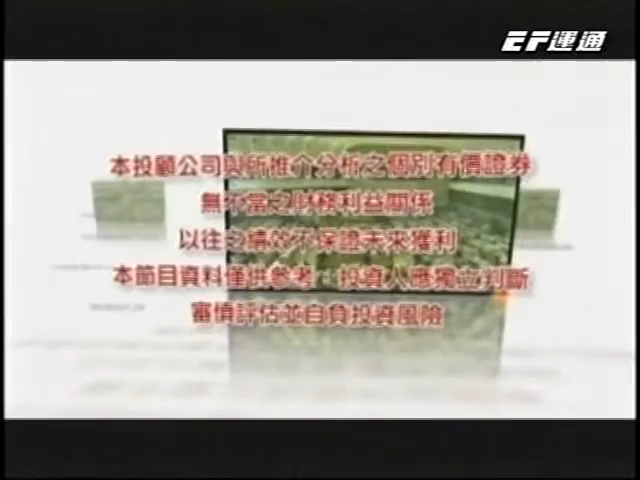 EF運通
本投顧公司與所推介分析之個別有價證券
無不當之財務利益關係
以往之績效不保證未來獲利
本節目資料僅供參考，投資人應獨立判斷
審慎評估並自負投資風險